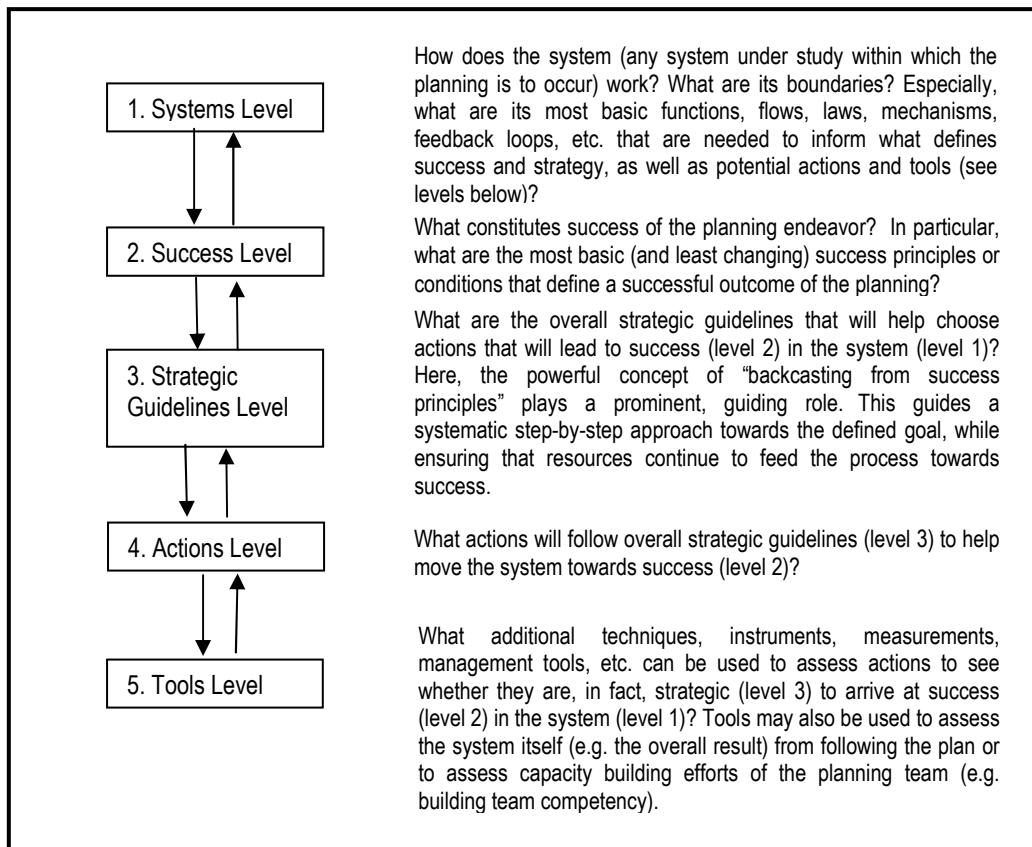 1. Systems Level
How does the system (any system under study within which the
planning is to occur) work? What are its boundaries? Especially,
what are its most basic functions, flows, laws, mechanisms,
feedback loops, etc. that are needed to inform what defines
success and strategy, as well as potential actions and tools (see
levels below)?
2. Success Level
What constitutes success of the planning endeavor? In particular,
what are the most basic (and least changing) success principles or
conditions that define a successful outcome of the planning?
3. Strategic
Guidelines Level
What are the overall strategic guidelines that will help choose
actions that will lead to success (level 2) in the system (level 1)?
Here, the powerful concept of “backcasting from success
principles” plays a prominent, guiding role. This guides a
systematic step-by-step approach towards the defined goal, while
ensuring that resources continue to feed the process towards
success.
4. Actions Level
What actions will follow overall strategic guidelines (level 3) to help
move the system towards success (level 2)?
5. Tools Level
What additional techniques, instruments, measurements,
management tools, etc. can be used to assess actions to see
whether they are, in fact, strategic (level 3) to arrive at success
(level 2) in the system (level 1)? Tools may also be used to assess
the system itself (e.g. the overall result) from following the plan or
to assess capacity building efforts of the planning team (e.g.
building team competency).